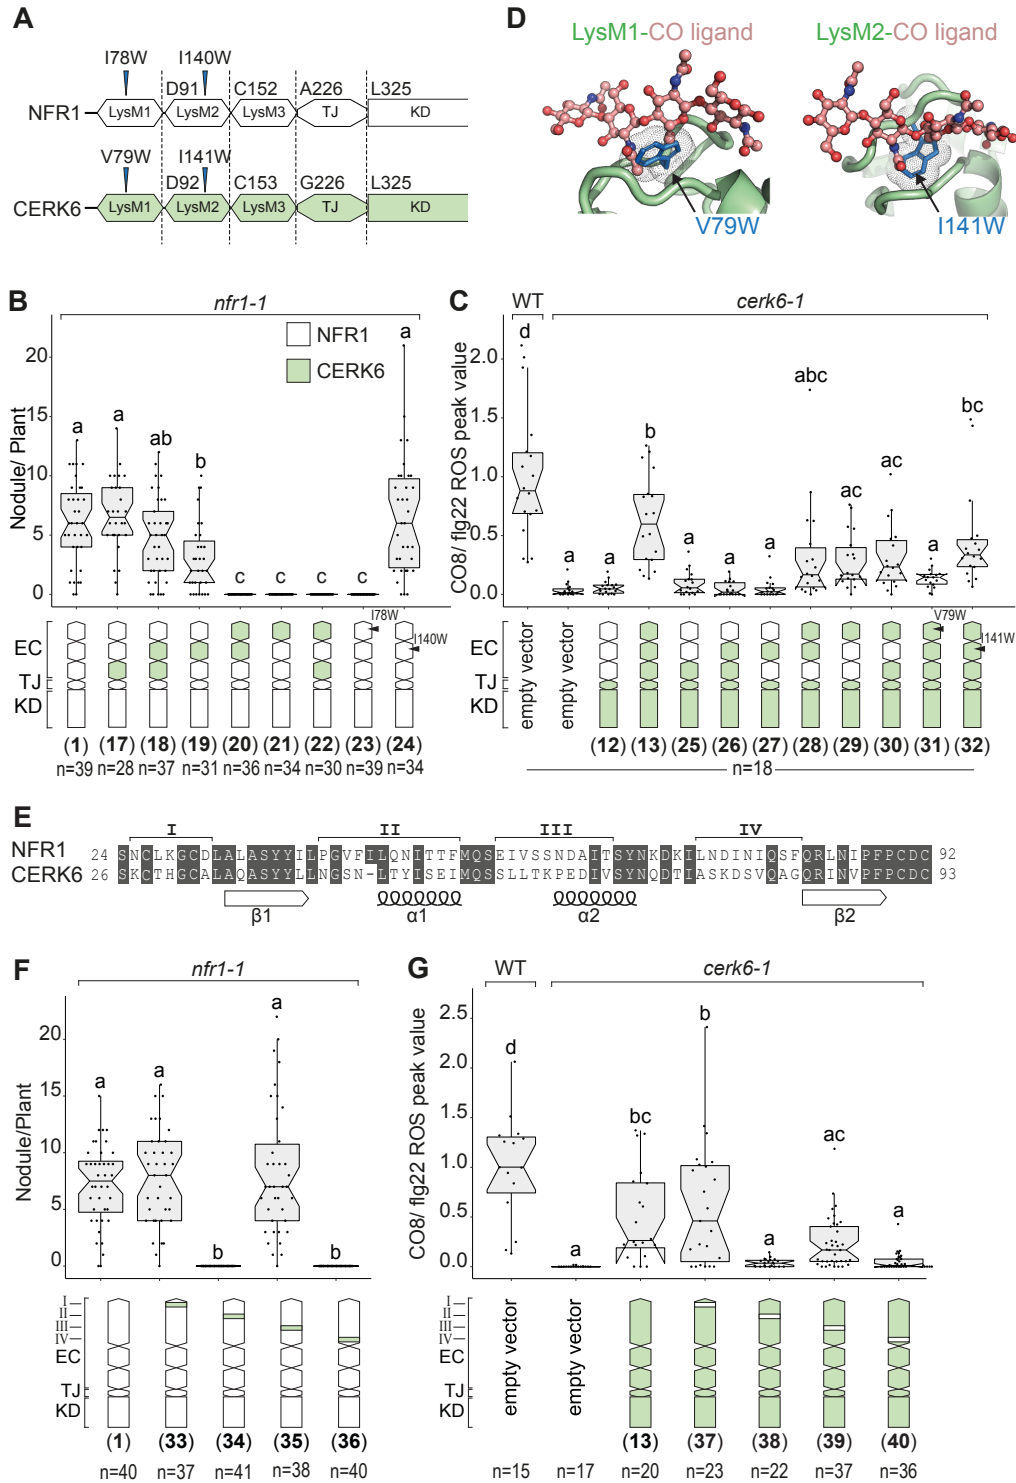 A
I78W
I140W
D91
C152
A226
L325
NFR1
LysM1
LysM2
LysM3
TJ
KD
V79W
I141W
D92
C153
G226
L325
CERK6
LysM1
LysM2
LysM3
TJ
KD
D
LysM1-CO ligand
LysM2-CO ligand
V79W
I141W
B
nfr1-1
NFR1
CERK6
Nodule/ Plant
20
15
10
5
0
a
a
ab
b
c
c
c
c
a
I78W
I140W
EC
TJ
KD
(1)
(17)
(18)
(19)
(20)
(21)
(22)
(23)
(24)
n=39
n=28
n=37
n=31
n=36
n=34
n=30
n=39
n=34
C
WT
cerk6-1
CO8/ flg22 ROS peak value
2.0
1.5
1.0
0.5
0.0
d
a
a
b
a
a
a
abc
ac
ac
a
bc
V79W
I141W
EC
TJ
KD
empty vector
empty vector
(12)
(13)
(25)
(26)
(27)
(28)
(29)
(30)
(31)
(32)
n=18
E
I
II
III
IV
NFR1
24 SNCLKGCDLALASYYILPGVFILQNITTFMQSEIVSSNDAITSYNKDKILNDINIQSFQRLNIPFPCDC 92
CERK6
26 SKCTHGCALAQASYYLLNGSN-LTYISEIMQSSLLTKPEDIVSYNQDTIASKDSVQAGQRINVPFPCDC 93
β1
α1
α2
β2
F
nfr1-1
Nodule/Plant
20
15
10
5
0
a
a
b
a
b
I
II
III
IV
EC
TJ
KD
(1)
(33)
(34)
(35)
(36)
n=40
n=37
n=41
n=38
n=40
G
WT
cerk6-1
CO8/ flg22 ROS peak value
2.5
2.0
1.5
1.0
0.5
0.0
d
a
bc
b
a
ac
a
I
II
III
IV
EC
TJ
KD
empty vector
empty vector
(13)
(37)
(38)
(39)
(40)
n=15
n=17
n=20
n=23
n=22
n=37
n=36